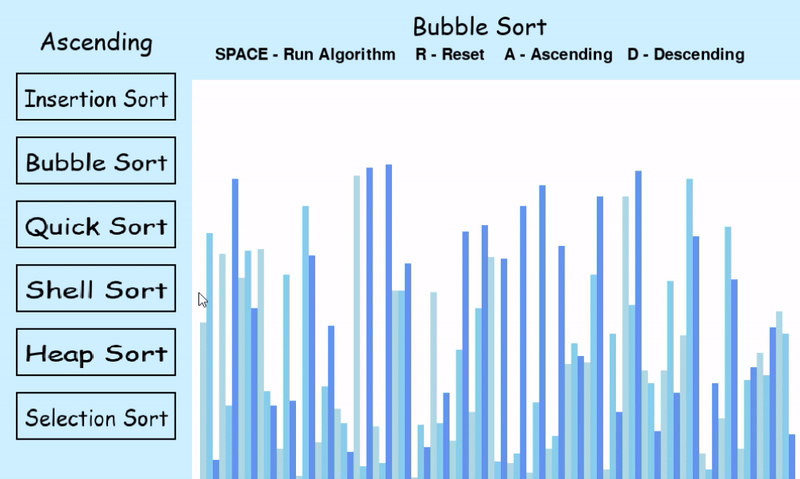 Bubble Sort
SPACE - Run Algorithm R - Reset A - Ascending D - Descending
Ascending
Insertion Sort
Bubble Sort
Quick Sort
Shell Sort
Heap Sort
Selection Sort